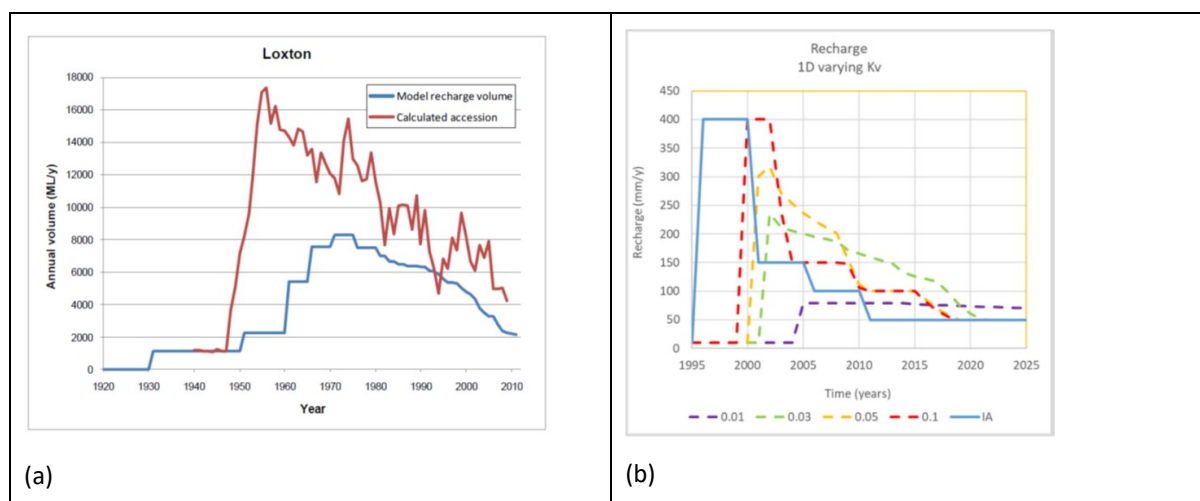 Loxton
18000
16000
14000
12000
10000
8000
6000
4000
2000
0
Annual volume (ML/y)
Model recharge volume
Calculated accession
1920 1930 1940 1950 1960 1970 1980 1990 2000 2010
Year
(a)
Recharge
1D varying Kv
450
400
350
300
250
200
150
100
50
0
Recharge (mm/y)
1995 2000 2005 2010 2015 2020 2025
Time (years)
0.01 0.03 0.05 0.1 IA
(b)